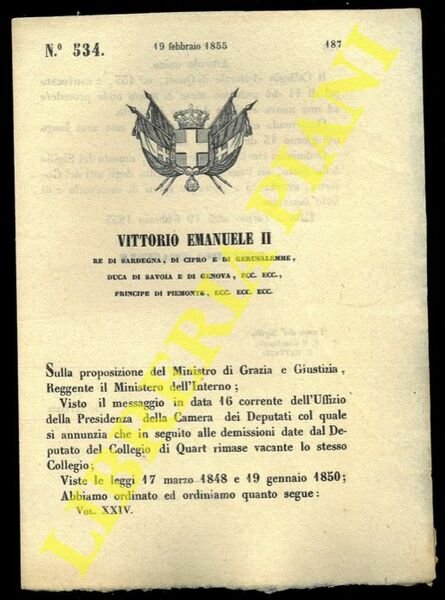 N.° 534.
19 febbraio 1855
187
VITTORIO EMANUELE II
RE DI SARDEGNA, DI CIPRO E DI GERUSALEMME,
DUCA DI SAVOIA E DI GENOVA, ECC. ECC.,
PRINCIPE DI PIEMONTE, ECC. ECC. ECC.
Sulla proposizione del Ministro di Grazia e Giustizia,
Reggente il Ministero dell'Interno;
Visto il messaggio in data 16 corrente dell'Uffizio
della Presidenza della Camera dei Deputati col quale
si annunzia che in seguito alle demissioni date dal De-
putato del Collegio di Quart rimase vacante lo stesso
Collegio;
Viste le leggi 17 marzo 1848 e 19 gennaio 1850;
Abbiamo ordinato ed ordiniamo quanto segue:
VOL. XXIV.
LIBRERIA PIANI